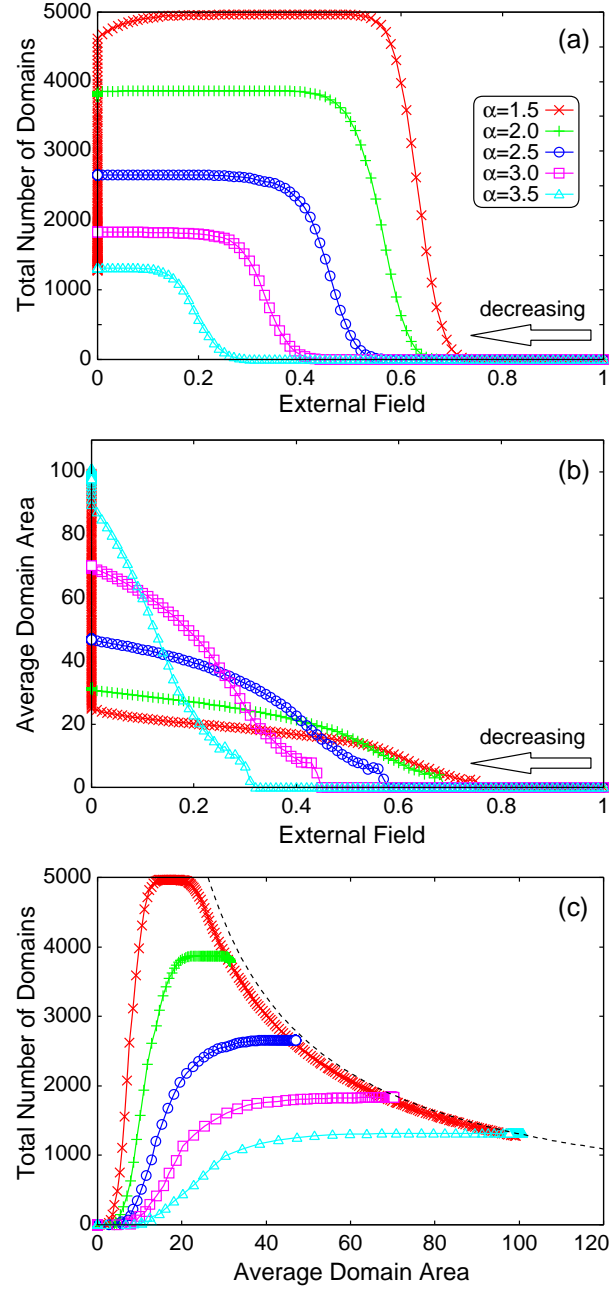 (a)
5000
4000
3000
2000
1000
0
Total Number of Domains
α=1.5
α=2.0
α=2.5
α=3.0
α=3.5
decreasing
0 0.2 0.4 0.6 0.8 1
External Field
(b)
100
80
60
40
20
0
Average Domain Area
decreasing
0 0.2 0.4 0.6 0.8 1
External Field
(c)
5000
4000
3000
2000
1000
0
Total Number of Domains
0 20 40 60 80 100 120
Average Domain Area